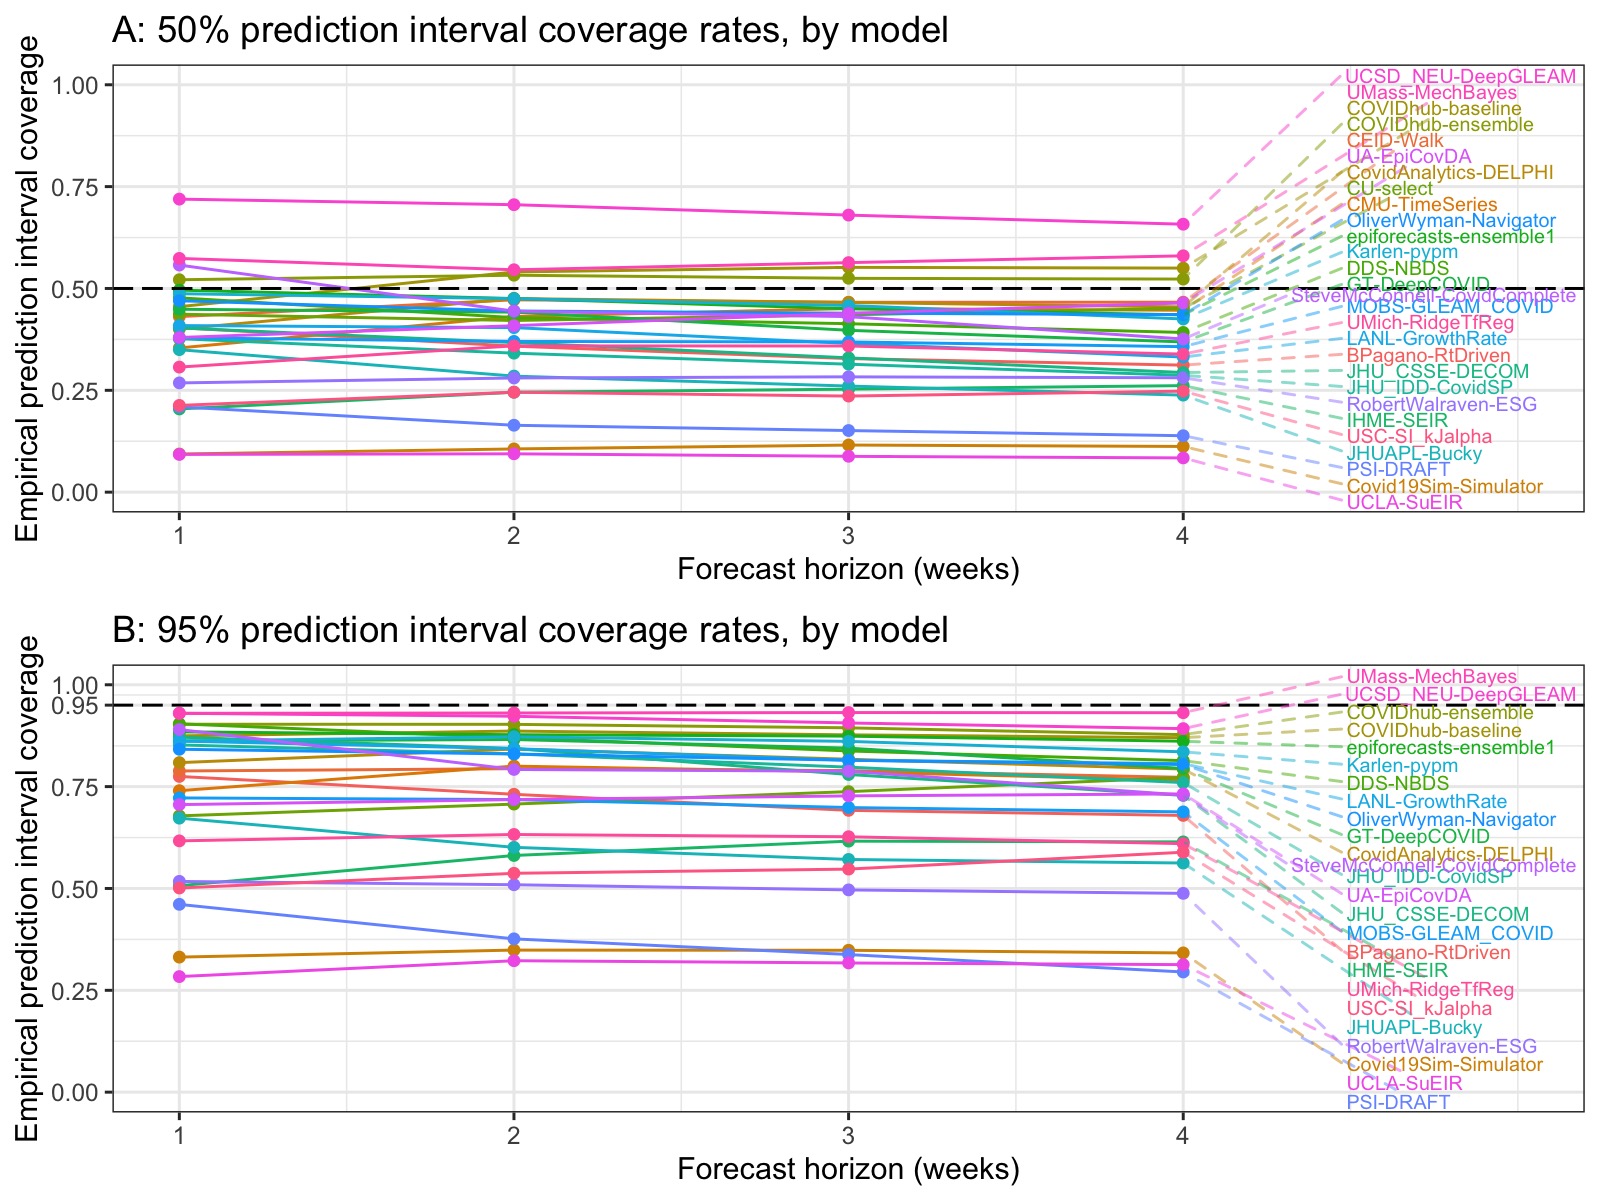 A: 50% prediction interval coverage rates, by model
Empirical prediction interval coverage
1.00
0.75
0.50
0.25
0.00
1
2
3
4
Forecast horizon (weeks)
UCSD_NEU-DeepGLEAM
UMass-MechBayes
COVIDhub-baseline
COVIDhub-ensemble
CEID-Walk
UA-EpiCovDA
CovidAnalytics-DELPHI
CU-select
CMU-TimeSeries
OliverWyman-Navigator
epiforecasts-ensemble1
Karlen-pypm
DDS-NBDS
GT-DeepCOVID
SteveMcConnell-CovidComplete
MOBS-GLEAM_COVID
UMich-RidgeTfReg
LANL-GrowthRate
BPagano-RtDriven
JHU_CSSE-DECOM
JHU_IDD-CovidSP
RobertWalraven-ESG
IHME-SEIR
USC-SI_kJalpha
JHUAPL-Bucky
PSI-DRAFT
Covid19Sim-Simulator
UCLA-SuEIR
B: 95% prediction interval coverage rates, by model
Empirical prediction interval coverage
1.00
0.95
0.75
0.50
0.25
0.00
1
2
3
4
Forecast horizon (weeks)
UMass-MechBayes
UCSD_NEU-DeepGLEAM
COVIDhub-ensemble
COVIDhub-baseline
epiforecasts-ensemble1
Karlen-pypm
DDS-NBDS
LANL-GrowthRate
OliverWyman-Navigator
GT-DeepCOVID
CovidAnalytics-DELPHI
SteveMcConnell-CovidComplete
JHU_IDD-CovidSP
UA-EpiCovDA
JHU_CSSE-DECOM
MOBS-GLEAM_COVID
BPagano-RtDriven
IHME-SEIR
UMich-RidgeTfReg
USC-SI_kJalpha
JHUAPL-Bucky
RobertWalraven-ESG
Covid19Sim-Simulator
UCLA-SuEIR
PSI-DRAFT